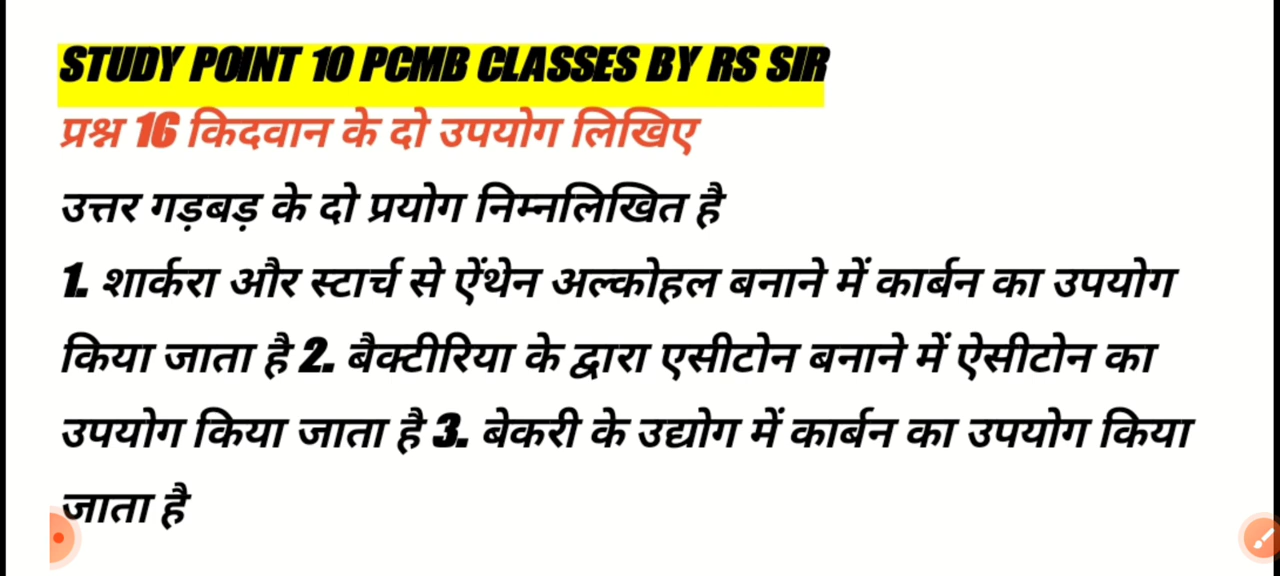 STUDY POINT 10 PCMB CLASSES BY RS SIR
प्रश्न 16 किदवान के दो उपयोग लिखिए
उत्तर गड़बड़ के दो प्रयोग निम्नलिखित है
1. शार्करा और स्टार्च से ऐंथेन अल्कोहल बनाने में कार्बन का उपयोग
किया जाता है 2. बैक्टीरिया के द्वारा एसीटोन बनाने में ऐसीटोन का
उपयोग किया जाता है 3. बेकरी के उद्योग में कार्बन का उपयोग किया
जाता है